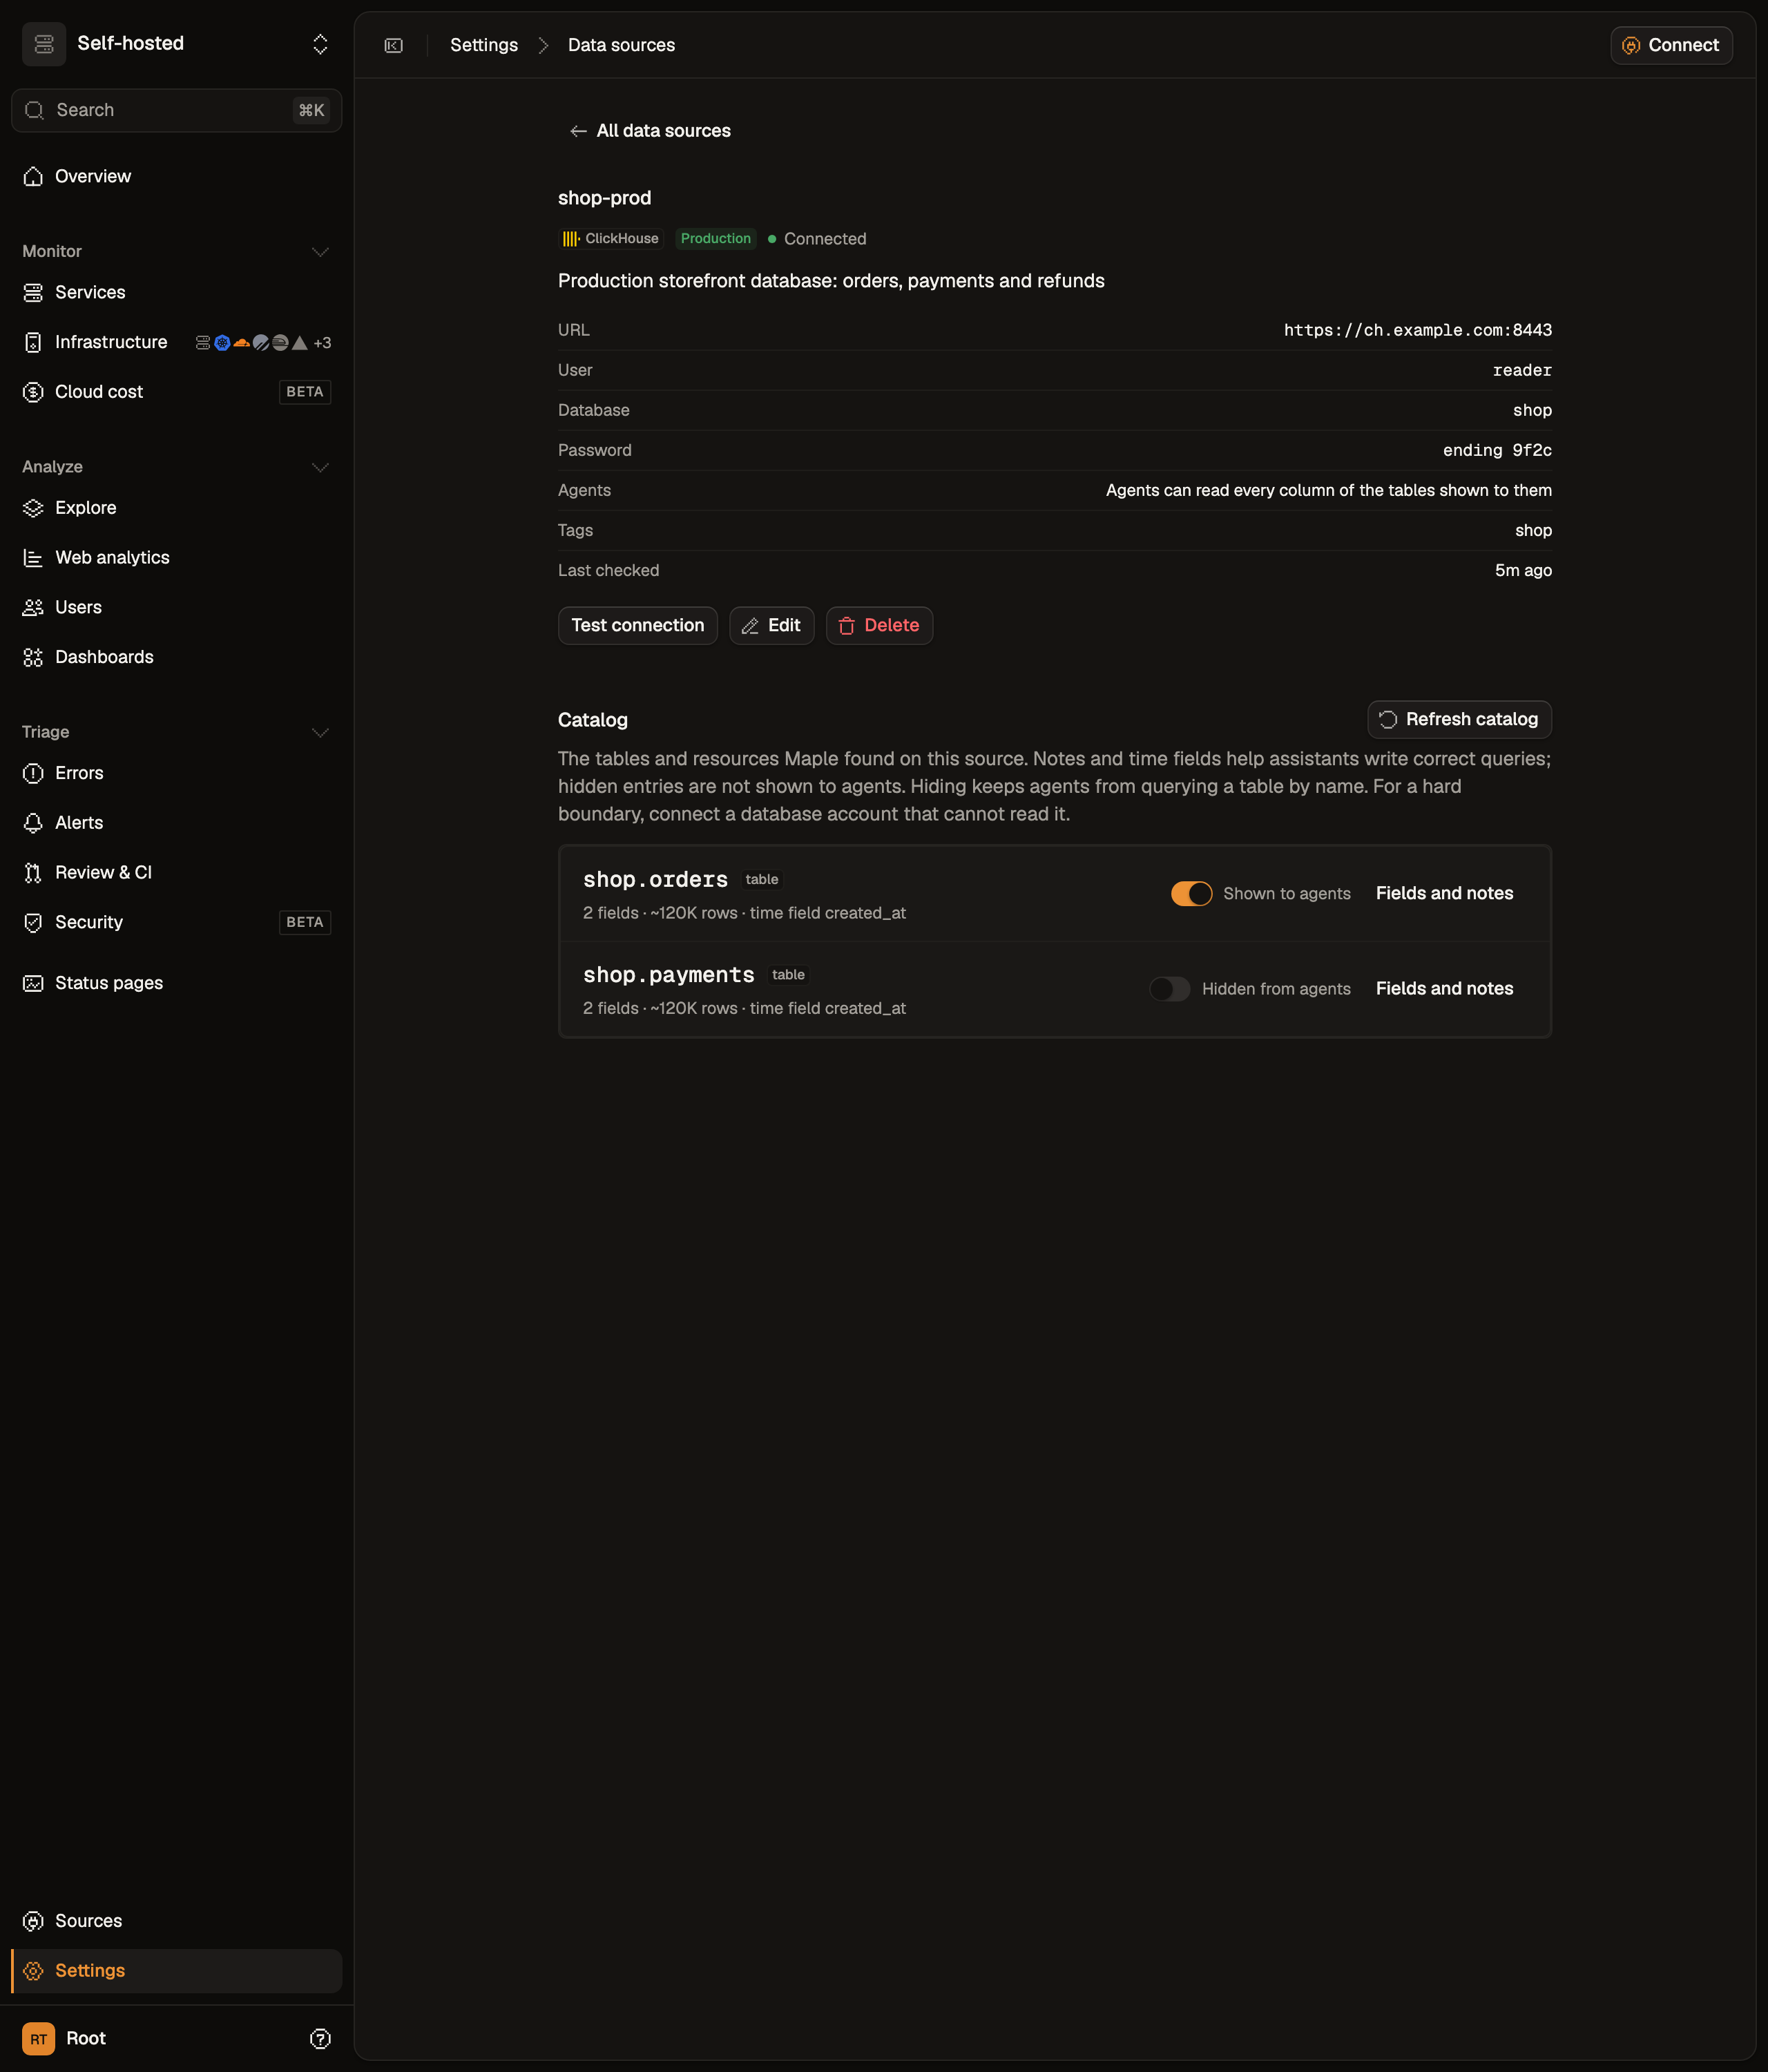 Self-hosted
Search ⌘K
Overview
Monitor
Services
Infrastructure +3
Cloud cost BETA
Analyze
Explore
Web analytics
Users
Dashboards
Triage
Errors
Alerts
Review & CI
Security BETA
Status pages
Sources
Settings
RT Root
Settings Data sources
Connect
All data sources
shop-prod
ClickHouse Production Connected
Production storefront database: orders, payments and refunds
URL https://ch.example.com:8443
User reader
Database shop
Password ending 9f2c
Agents Agents can read every column of the tables shown to them
Tags shop
Last checked 5m ago
Test connection Edit Delete
Catalog Refresh catalog
The tables and resources Maple found on this source. Notes and time fields help assistants write correct queries;
hidden entries are not shown to agents. Hiding keeps agents from querying a table by name. For a hard
boundary, connect a database account that cannot read it.
shop.orders table
2 fields · ~120K rows · time field created_at
Shown to agents Fields and notes
shop.payments table
2 fields · ~120K rows · time field created_at
Hidden from agents Fields and notes